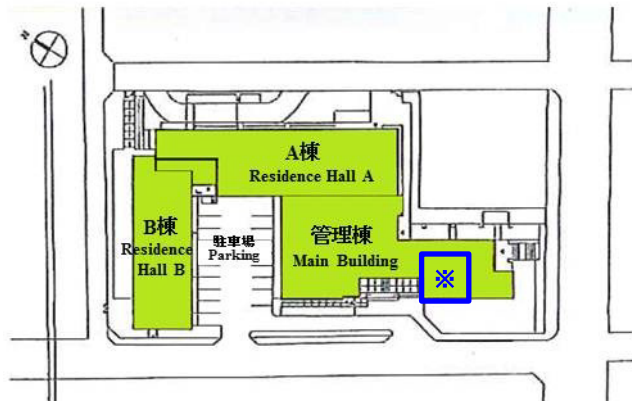 N
A棟
Residence Hall A
B棟
Residence
Hall B
駐車場
Parking
管理棟
Main Building
※